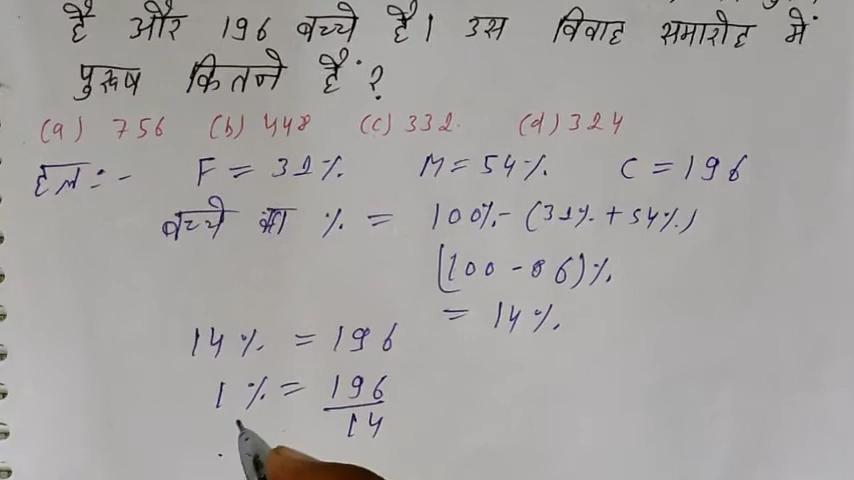 है और 196 बच्चे है। उस विवाह समारोह में
पुरूष कितने हैं?
(a) 756 (b) 448 (c) 332. (d) 324
हल:- F = 32% M = 54% C = 196
बच्चे का % = 100% - (32% + 54%)
(100 - 86)%
= 14%
14% = 196
1% = 196
14